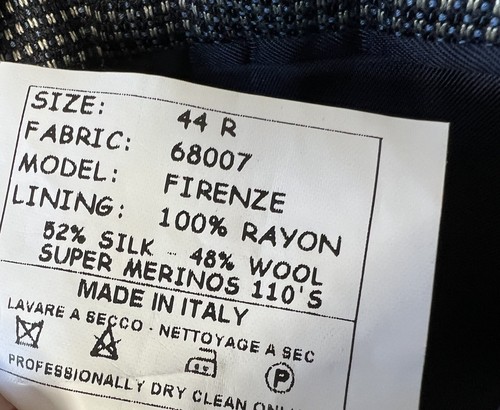 SIZE: 44 R
FABRIC: 68007
MODEL: FIRENZE
LINING: 100% RAYON
52% SILK - 48% WOOL
SUPER MERINOS 110'S
MADE IN ITALY
LAVARE A SECCO · NETTOYAGE A SEC
P
PROFESSIONALLY DRY CLEAN ONLY